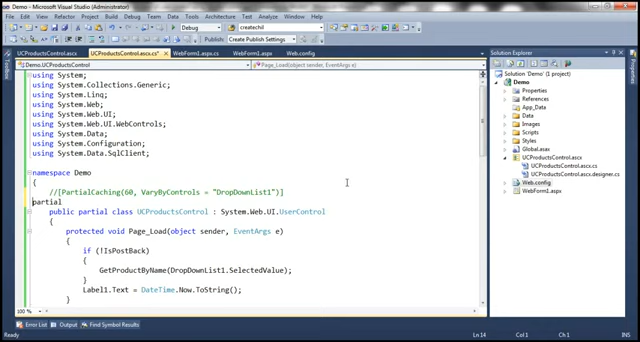 Demo - Microsoft Visual Studio (Administrator)
File Edit View Refactor Project Build Debug Team Data Tools Architecture Test Analyze Window Help
Debug
createchil
Publish: Create Publish Settings
UCProductsControl.ascx UCProductsControl.ascx.cs* WebForm1.aspx.cs WebForm1.aspx Web.config
Demo.UCProductsControl Page_Load(object sender, EventArgs e)
using System;
using System.Collections.Generic;
using System.Linq;
using System.Web;
using System.Web.UI;
using System.Web.UI.WebControls;
using System.Data;
using System.Configuration;
using System.Data.SqlClient;
namespace Demo
{
//[PartialCaching(60, VaryByControls = "DropDownList1")]
partial
public partial class UCProductsControl : System.Web.UI.UserControl
{
protected void Page_Load(object sender, EventArgs e)
{
if (!IsPostBack)
{
GetProductByName(DropDownList1.SelectedValue);
}
Label1.Text = DateTime.Now.ToString();
}
100 %
Error List Output Find Symbol Results
Ln 14
Toolbox
Solution Explorer
Solution 'Demo' (1 project)
Demo
Properties
References
App_Data
Data
Images
Scripts
Styles
Global.asax
UCProductsControl.ascx
UCProductsControl.ascx.cs
UCProductsControl.ascx.designer.cs
Web.config
WebForm1.aspx
Properties